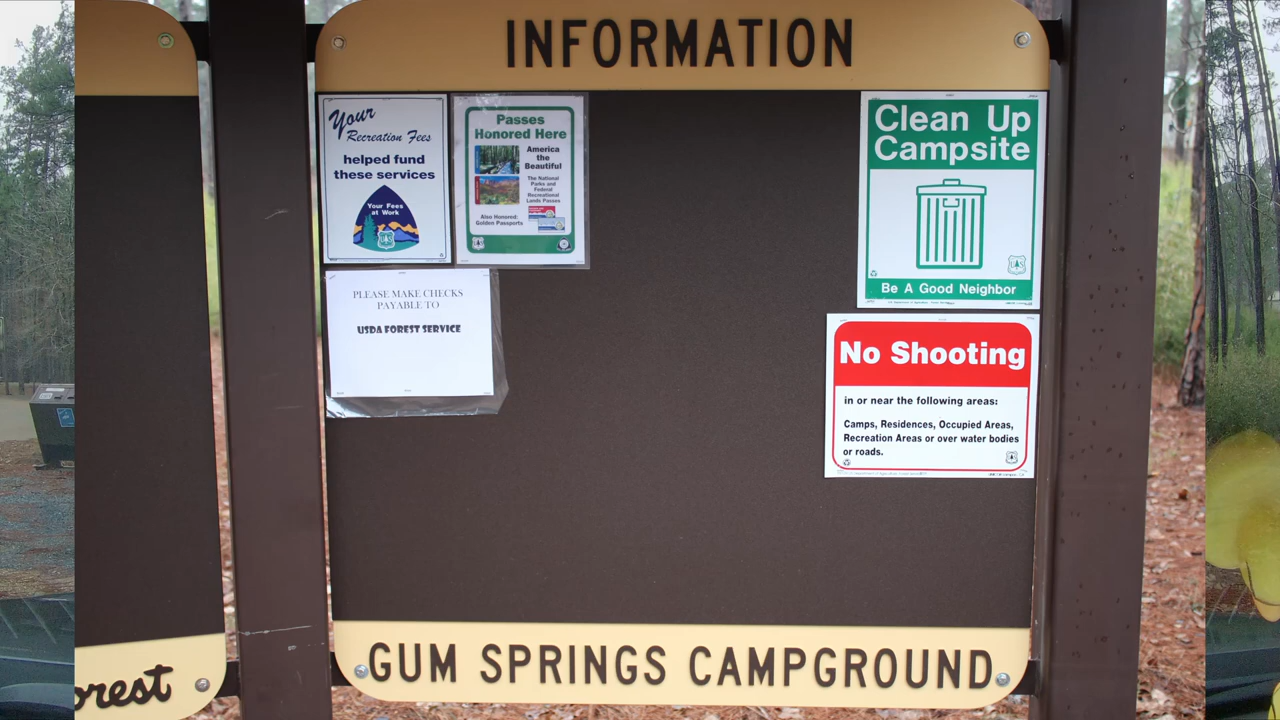 INFORMATION
Your
Recreation Fees
helped fund
these services
Your Fees
at Work
Passes
Honored Here
America
the
Beautiful
The National
Parks and
Federal
Recreational
Lands Passes
Also Honored:
Golden Passports
PLEASE MAKE CHECKS
PAYABLE TO
USDA FOREST SERVICE
Clean Up
Campsite
Be A Good Neighbor
No Shooting
in or near the following areas:
Camps, Residences, Occupied Areas,
Recreation Areas or over water bodies
or roads.
GUM SPRINGS CAMPGROUND
orest